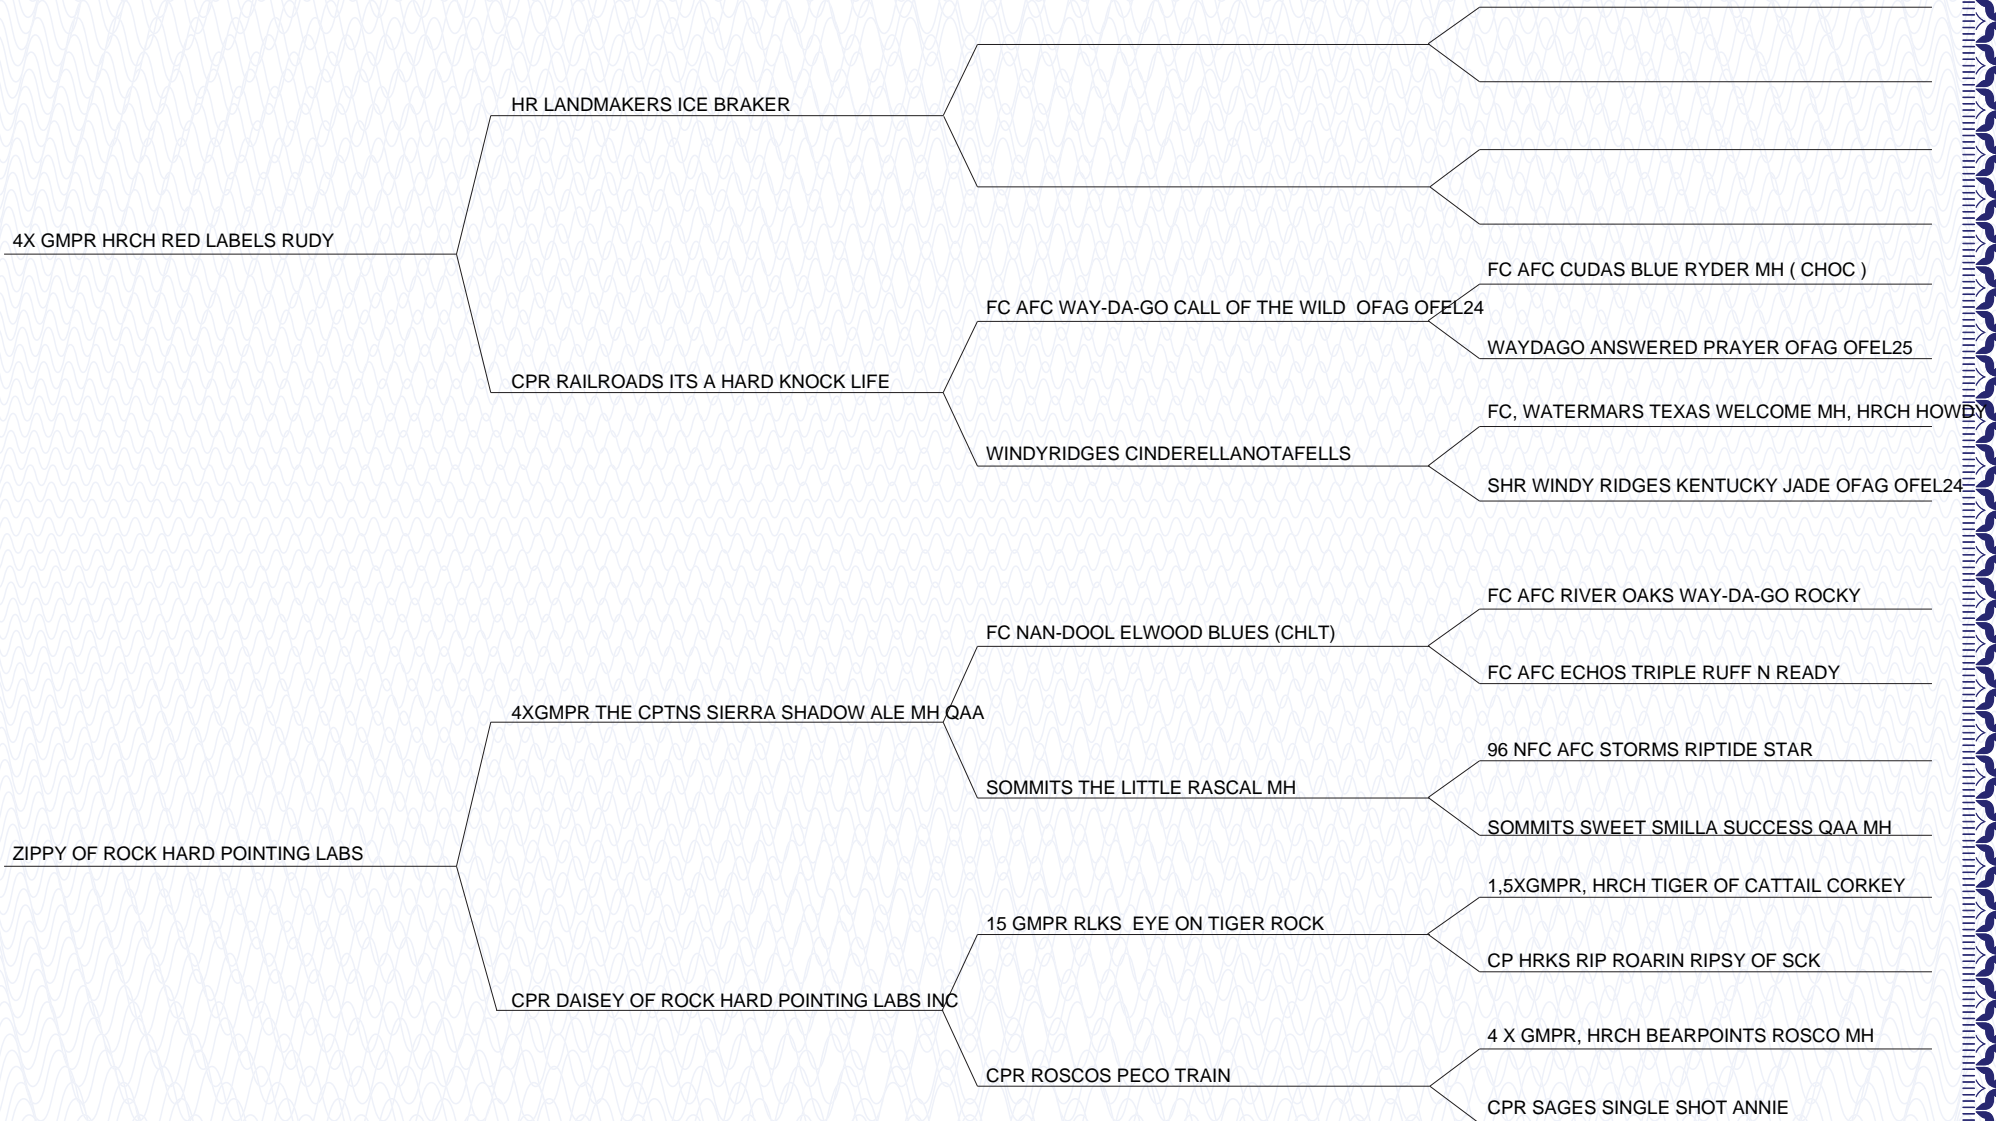 HR LANDMAKERS ICE BRAKER
4X GMPR HRCH RED LABELS RUDY
FC AFC CUDAS BLUE RYDER MH ( CHOC )
FC AFC WAY-DA-GO CALL OF THE WILD  OFAG OFEL24
WAYDAGO ANSWERED PRAYER OFAG OFEL25
CPR RAILROADS ITS A HARD KNOCK LIFE
FC, WATERMARS TEXAS WELCOME MH, HRCH HOWDY
WINDYRIDGES CINDERELLANOTAFELLS
SHR WINDY RIDGES KENTUCKY JADE OFAG OFEL24
FC AFC RIVER OAKS WAY-DA-GO ROCKY
FC NAN-DOOL ELWOOD BLUES (CHLT)
FC AFC ECHOS TRIPLE RUFF N READY
4XGMPR THE CPTNS SIERRA SHADOW ALE MH QAA
96 NFC AFC STORMS RIPTIDE STAR
SOMMITS THE LITTLE RASCAL MH
SOMMITS SWEET SMILLA SUCCESS QAA MH
ZIPPY OF ROCK HARD POINTING LABS
1,5XGMPR, HRCH TIGER OF CATTAIL CORKEY
15 GMPR RLKS  EYE ON TIGER ROCK
CP HRKS RIP ROARIN RIPSY OF SCK
CPR DAISEY OF ROCK HARD POINTING LABS INC
4 X GMPR, HRCH BEARPOINTS ROSCO MH
CPR ROSCOS PECO TRAIN
CPR SAGES SINGLE SHOT ANNIE